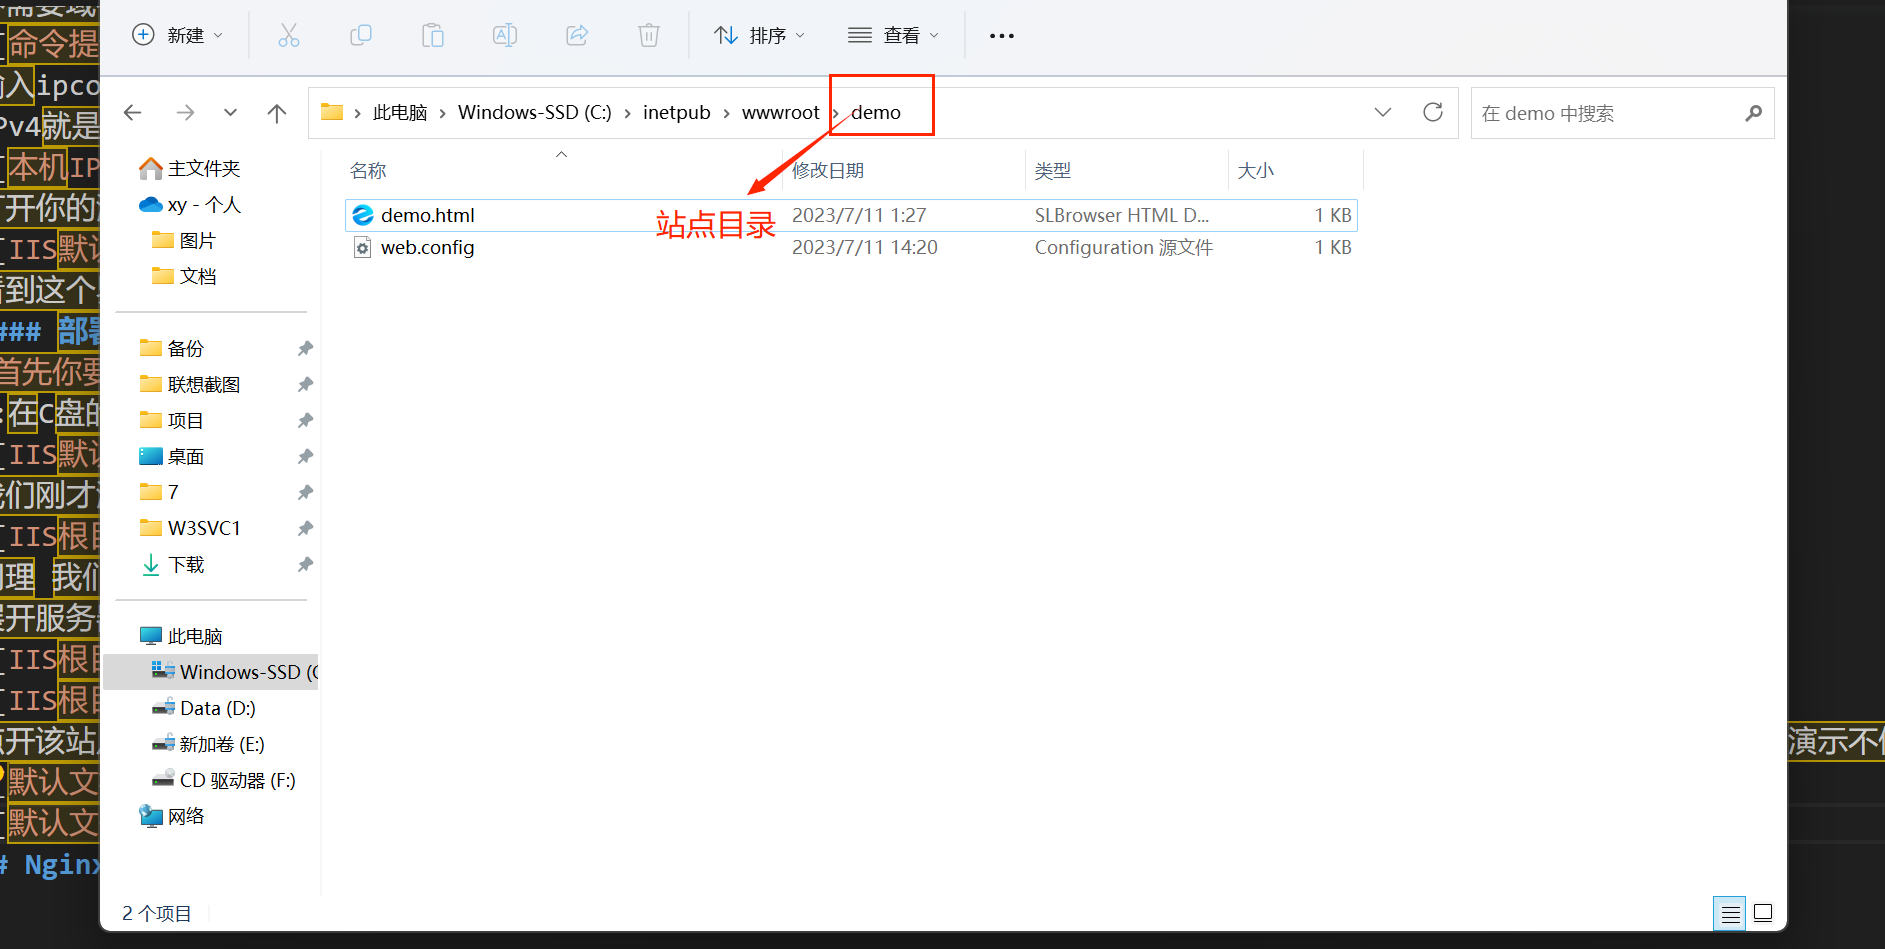 新建
排序
查看
此电脑 Windows-SSD (C:) inetpub wwwroot demo
在 demo 中搜索
主文件夹
xy - 个人
图片
文档
备份
联想截图
项目
桌面
7
W3SVC1
下载
此电脑
Windows-SSD (
Data (D:)
新加卷 (E:)
CD 驱动器 (F:)
网络
名称 修改日期 类型 大小
demo.html 2023/7/11 1:27 SLBrowser HTML D... 1 KB
站点目录
web.config 2023/7/11 14:20 Configuration 源文件 1 KB
2 个项目
需要域
[命令提
输入ipco
Pv4就是
[本机IP
打开你的
[IIS默认
看到这个
### 部署
首先你要
:在C盘的
[IIS默认
我们刚才
[IIS根目
同理 我们
展开服务
[IIS根目
[IIS根目
点开该站
演示不
默认文
[默认文
# Nginx